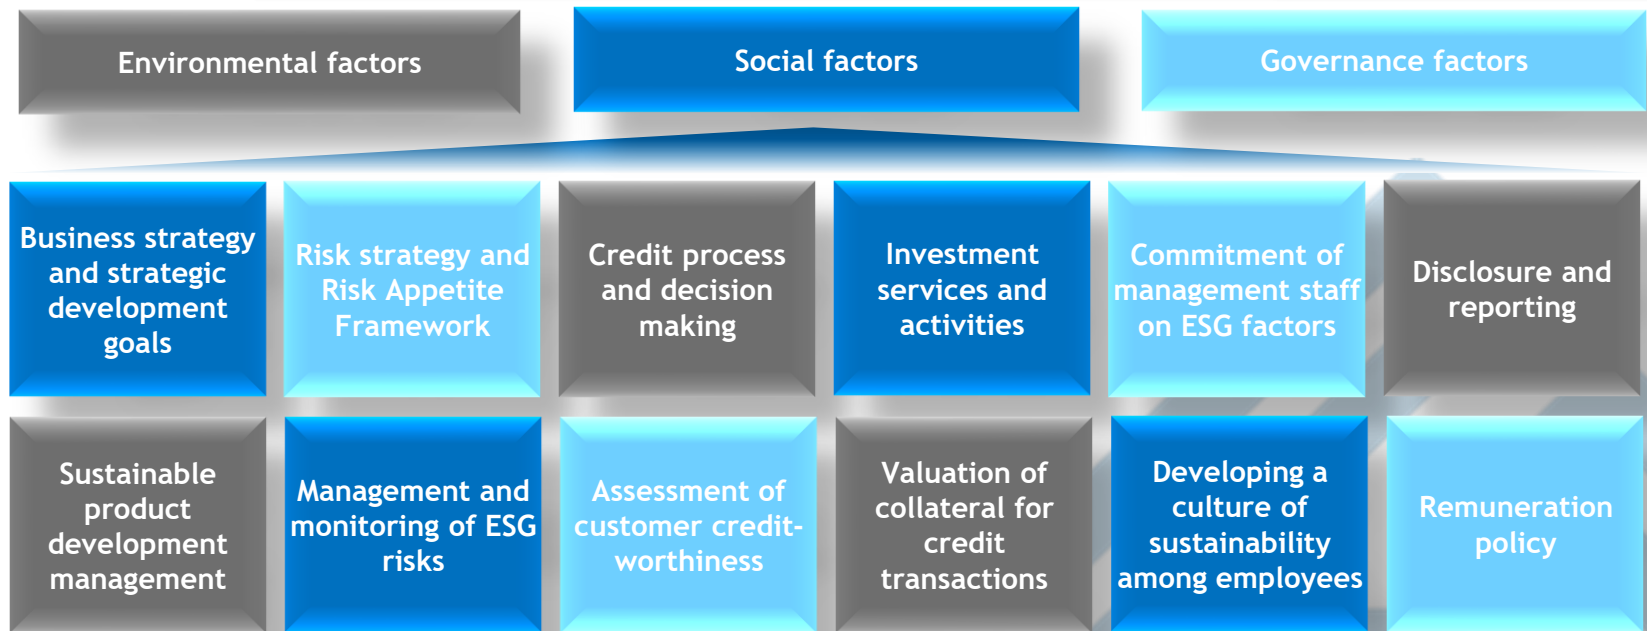 Environmental factors
Social factors
Governance factors
Business strategy
and strategic
development
goals
Risk strategy and
Risk Appetite
Framework
Credit process
and decision
making
Investment
services and
activities
Commitment of
management staff
on ESG factors
Disclosure and
reporting
Sustainable
product
development
management
Management and
monitoring of ESG
risks
Assessment of
customer credit-
worthiness
Valuation of
collateral for
credit
transactions
Developing a
culture of
sustainability
among employees
Remuneration
policy